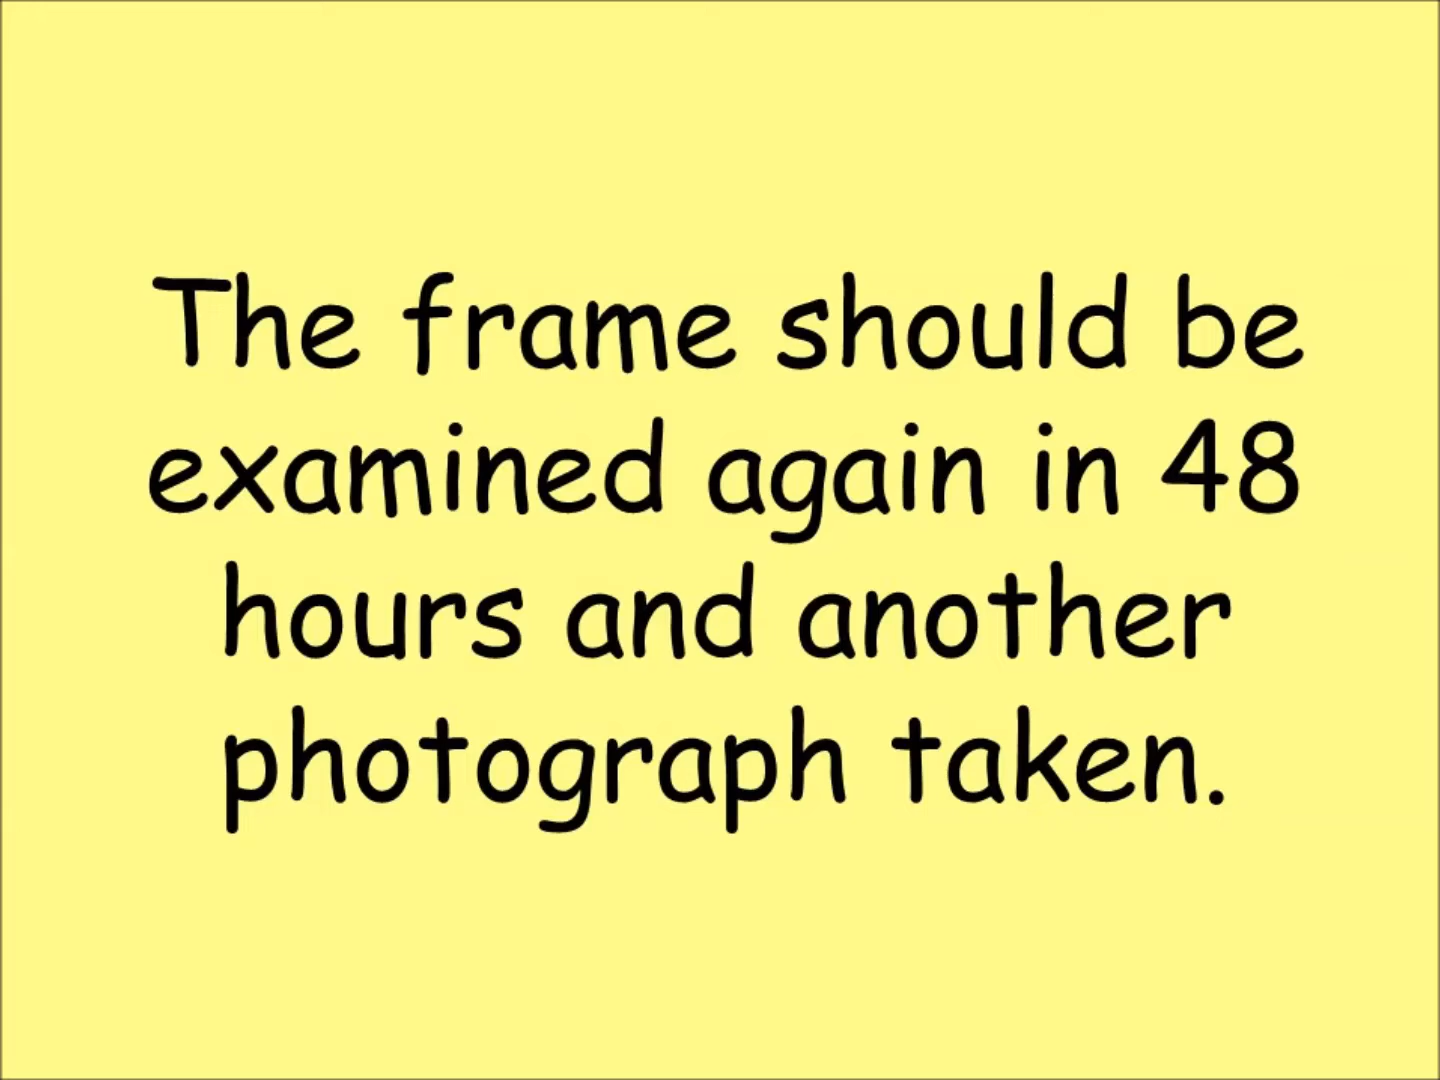 The frame should be
examined again in 48
hours and another
photograph taken.